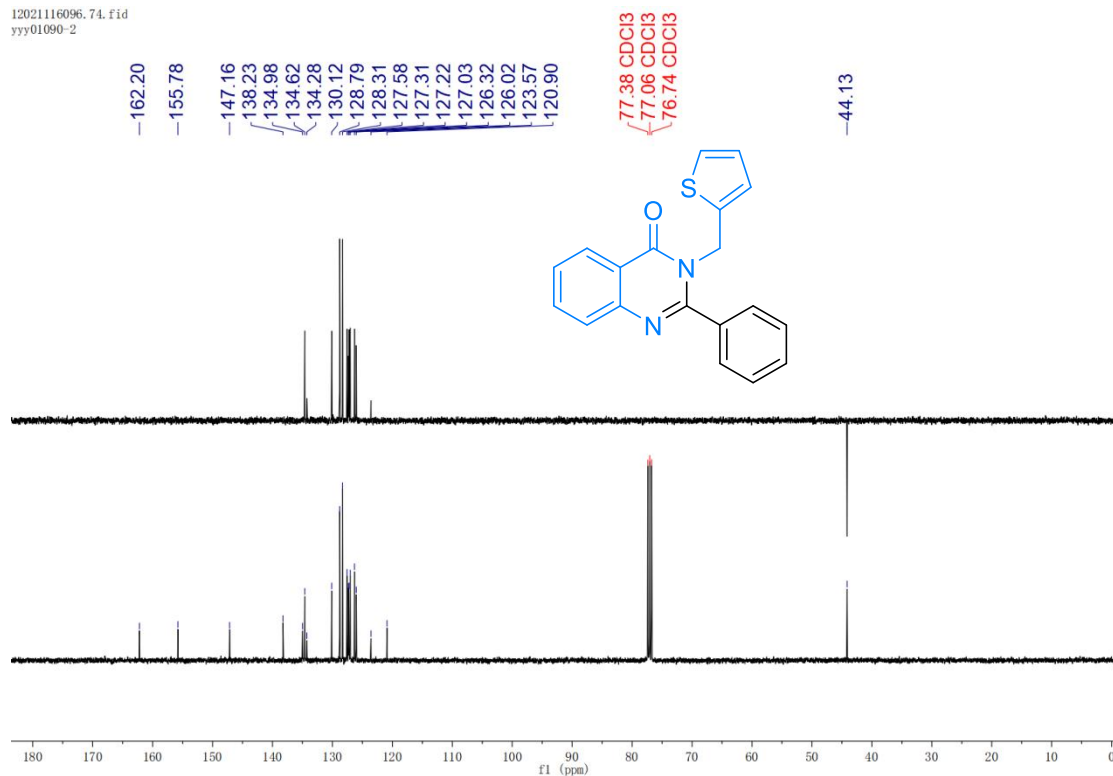 12021116096.74.fid
yyy01090-2
162.20
155.78
147.16
138.23
134.98
134.62
134.28
130.12
128.79
128.31
127.58
127.31
127.22
127.03
126.32
126.02
123.57
120.90
77.38 CDCl3
77.06 CDCl3
76.74 CDCl3
44.13
S
O
N
N
180 170 160 150 140 130 120 110 100 90 80 70 60 50 40 30 20 10 0
f1 (ppm)